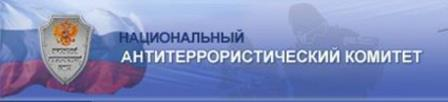 НАЦИОНАЛЬНЫЙ
АНТИТЕРРОРИСТИЧЕСКИЙ КОМИТЕТ